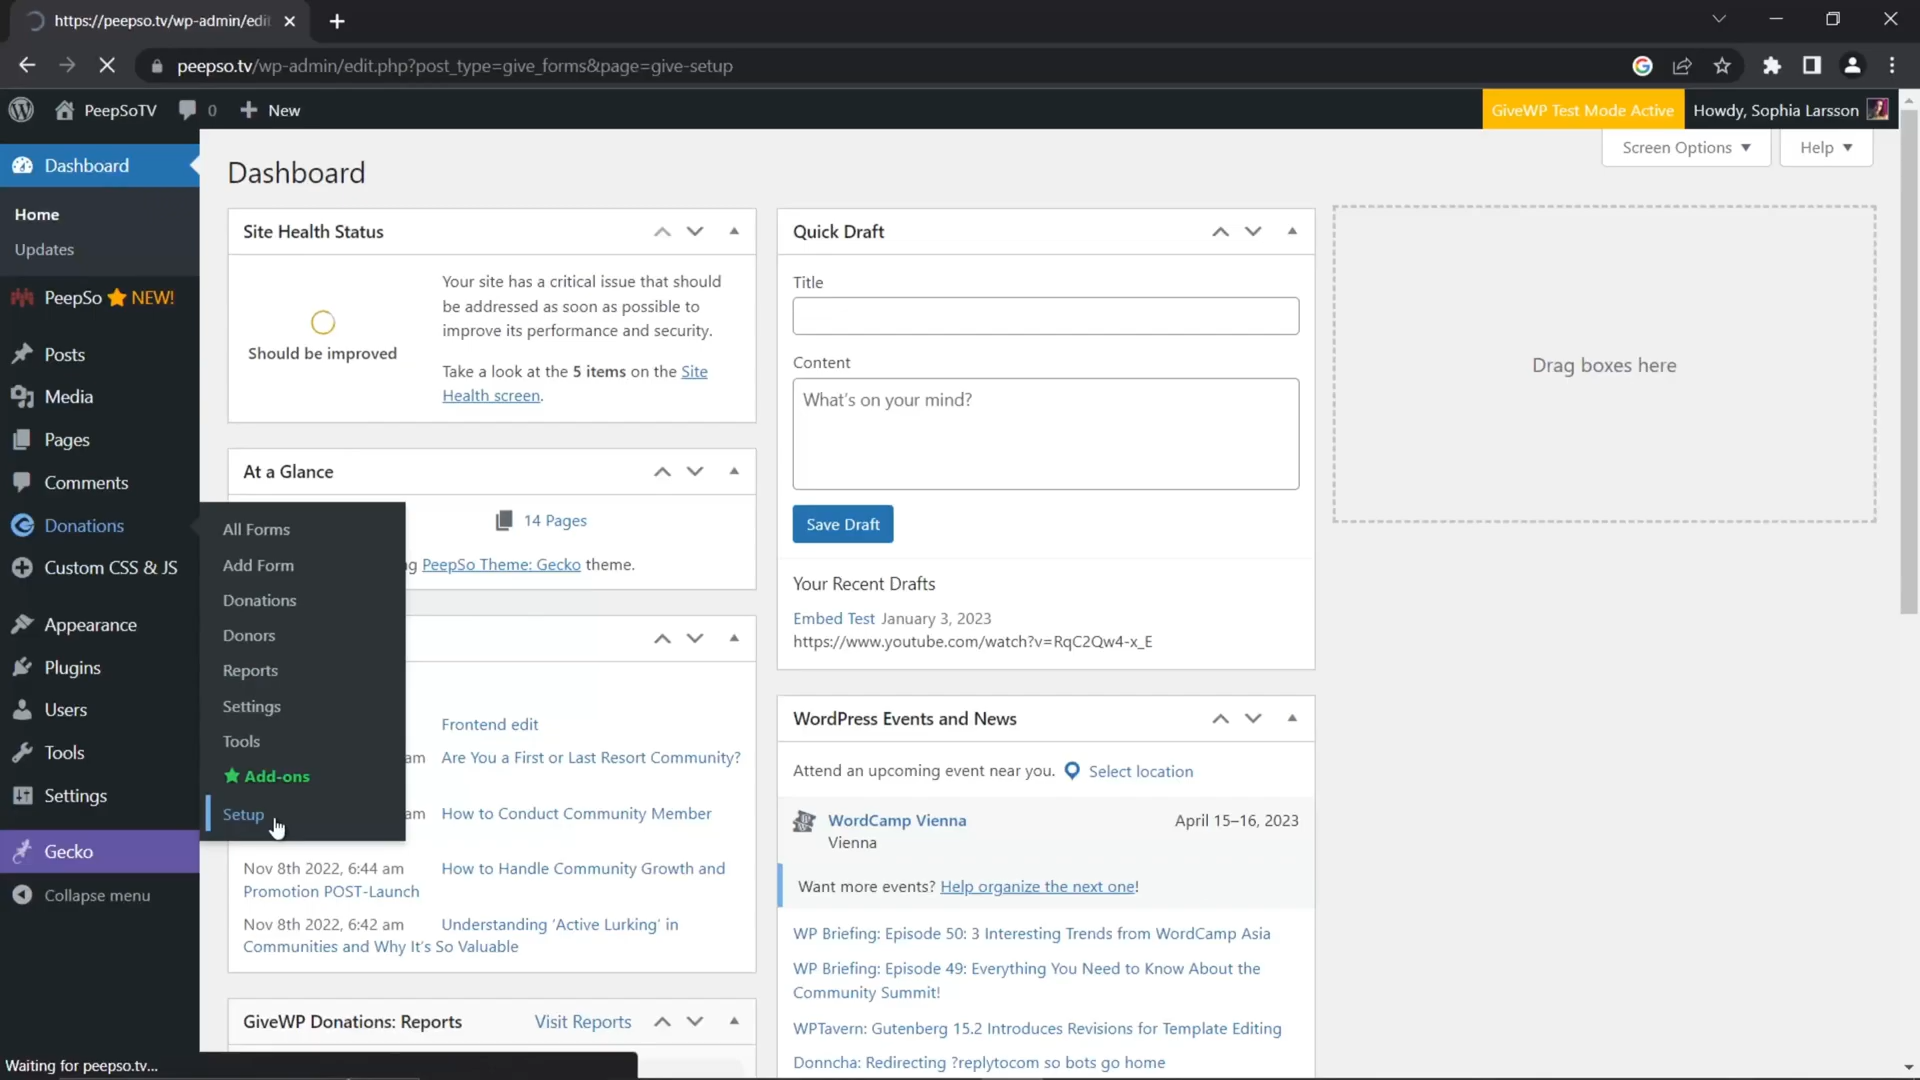 https://peepso.tv/wp-admin/edi
peepso.tv/wp-admin/edit.php?post_type=give_forms&page=give-setup
PeepSoTV
0
New
GiveWP Test Mode Active
Howdy, Sophia Larsson
Screen Options
Help
Dashboard
Home
Updates
PeepSo NEW!
Posts
Media
Pages
Comments
Donations
Custom CSS & JS
Appearance
Plugins
Users
Tools
Settings
Gecko
Collapse menu
All Forms
Add Form
Donations
Donors
Reports
Settings
Tools
Add-ons
Setup
Dashboard
Site Health Status
Should be improved
Your site has a critical issue that should
be addressed as soon as possible to
improve its performance and security.
Take a look at the 5 items on the Site
Health screen.
At a Glance
14 Pages
g PeepSo Theme: Gecko theme.
Frontend edit
am Are You a First or Last Resort Community?
am How to Conduct Community Member
Nov 8th 2022, 6:44 am How to Handle Community Growth and
Promotion POST-Launch
Nov 8th 2022, 6:42 am Understanding 'Active Lurking' in
Communities and Why It's So Valuable
GiveWP Donations: Reports
Visit Reports
Quick Draft
Title
Content
What's on your mind?
Save Draft
Your Recent Drafts
Embed Test January 3, 2023
https://www.youtube.com/watch?v=RqC2Qw4-x_E
WordPress Events and News
Attend an upcoming event near you. Select location
WordCamp Vienna
April 15–16, 2023
Vienna
Want more events? Help organize the next one!
WP Briefing: Episode 50: 3 Interesting Trends from WordCamp Asia
WP Briefing: Episode 49: Everything You Need to Know About the
Community Summit!
WPTavern: Gutenberg 15.2 Introduces Revisions for Template Editing
Donncha: Redirecting ?replytocom so bots go home
Drag boxes here
Waiting for peepso.tv...